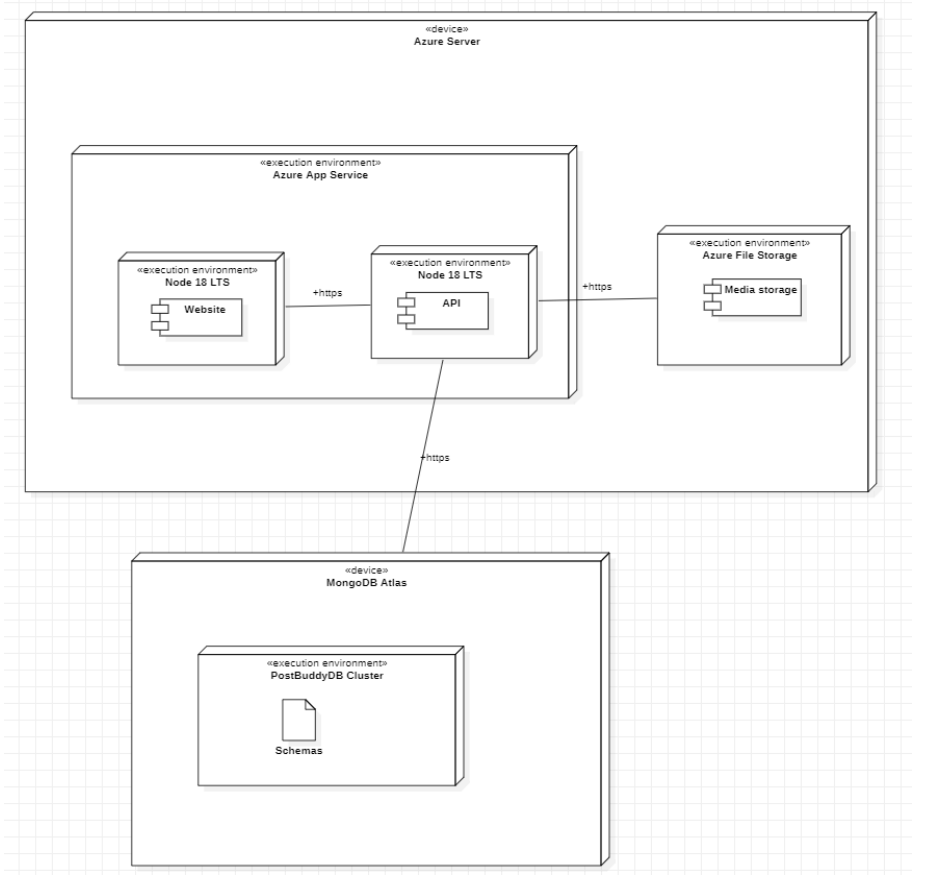 «device»
Azure Server
«execution environment»
Azure App Service
«execution environment»
Node 18 LTS
Website
+https
«execution environment»
Node 18 LTS
API
+https
«execution environment»
Azure File Storage
Media storage
+https
«device»
MongoDB Atlas
«execution environment»
PostBuddyDB Cluster
Schemas